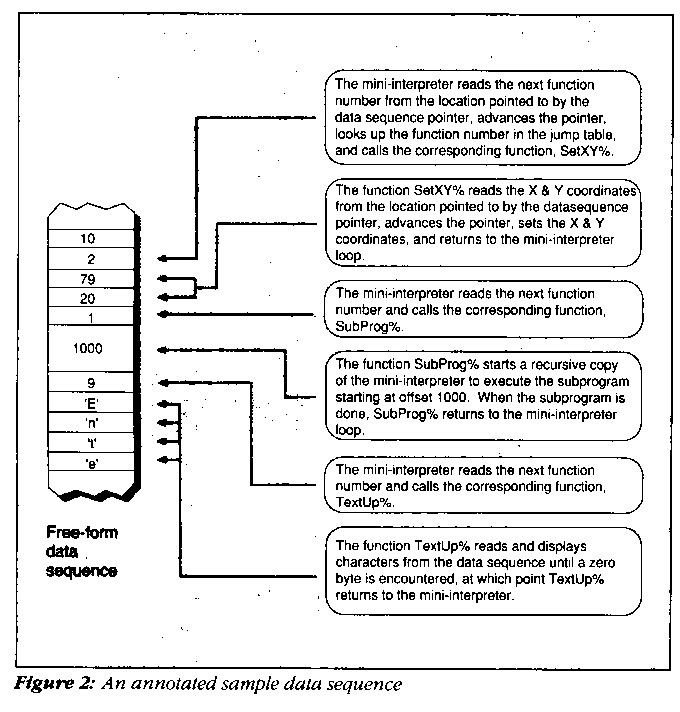 The mini-interpreter reads the next function
number from the location pointed to by the
data sequence pointer, advances the pointer,
looks up the function number in the jump table,
and calls the corresponding function, SetXY%.
The function SetXY% reads the X & Y coordinates
from the location pointed to by the datasequence
pointer, advances the pointer, sets the X & Y
coordinates, and returns to the mini-interpreter
loop.
The mini-interpreter reads the next function
number and calls the corresponding function,
SubProg%.
The function SubProg% starts a recursive copy
of the mini-interpreter to execute the subprogram
starting at offset 1000. When the subprogram is
done, SubProg% returns to the mini-interpreter
loop.
The mini-interpreter reads the next function
number and calls the corresponding function,
TextUp%.
The function TextUp% reads and displays
characters from the data sequence until a zero
byte is encountered, at which point TextUp%
returns to the mini-interpreter.
10
2
79
20
1
1000
9
'E'
'n'
't'
'e'
Free-form
data
sequence
Figure 2: An annotated sample data sequence